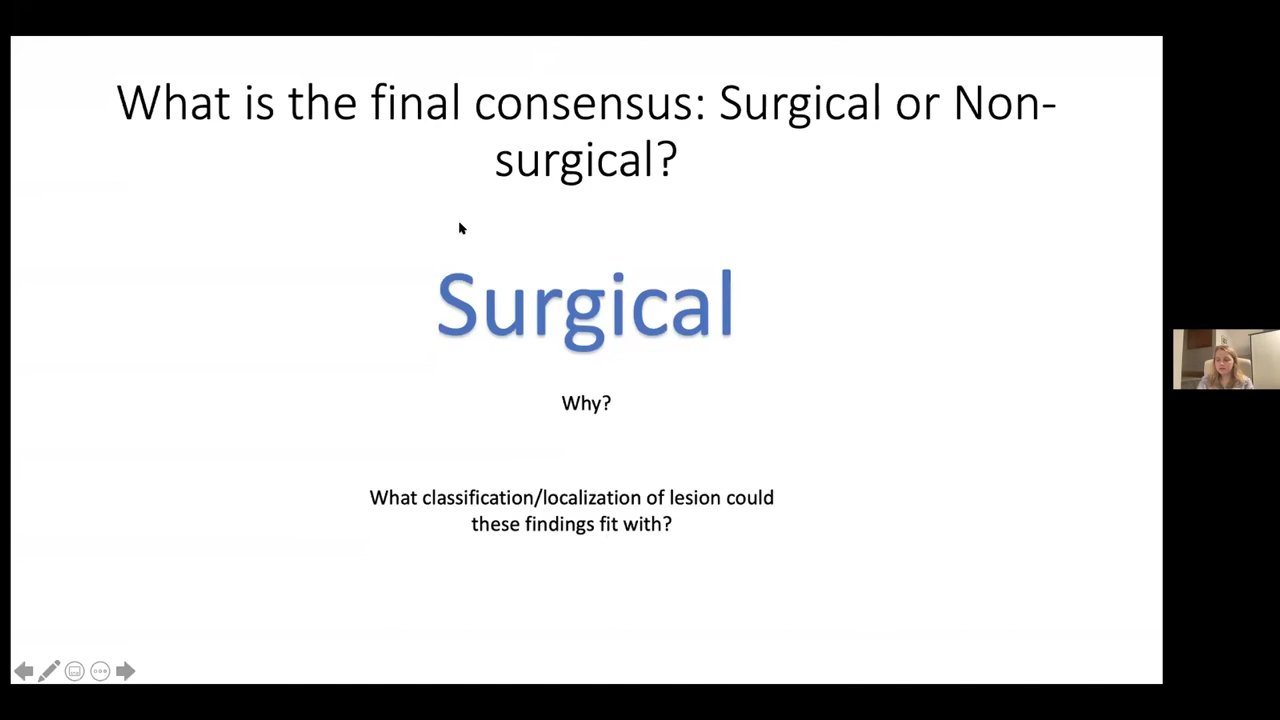 What is the final consensus: Surgical or Non-
surgical?
Surgical
Why?
What classification/localization of lesion could
these findings fit with?